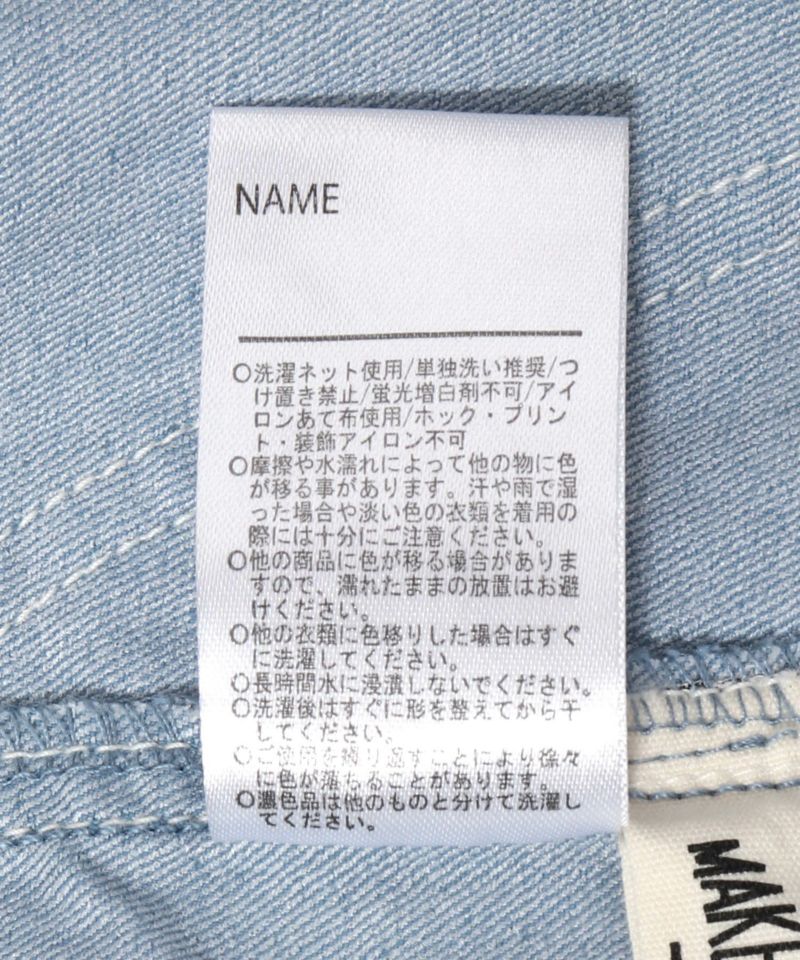 NAME
○洗濯ネット使用/単独洗い推奨/つ
け置き禁止/蛍光増白剤不可/アイ
ロンあて布使用/ホック・プリン
ト・装飾アイロン不可
○摩擦や水濡れによって他の物に色
が移る事があります。汗や雨で湿
った場合や淡い色の衣類を着用の
際には十分にご注意ください。
○他の商品に色が移る場合がありま
すので、濡れたままの放置はお避
けください。
○他の衣類に色移りした場合はすぐ
に洗濯してください。
○長時間水に浸漬しないでください。
○洗濯後はすぐに形を整えてから干
してください。
○ご使用を繰り返すことにより徐々
に色が落ちることがあります。
○濃色品は他のものと分けて洗濯し
てください。